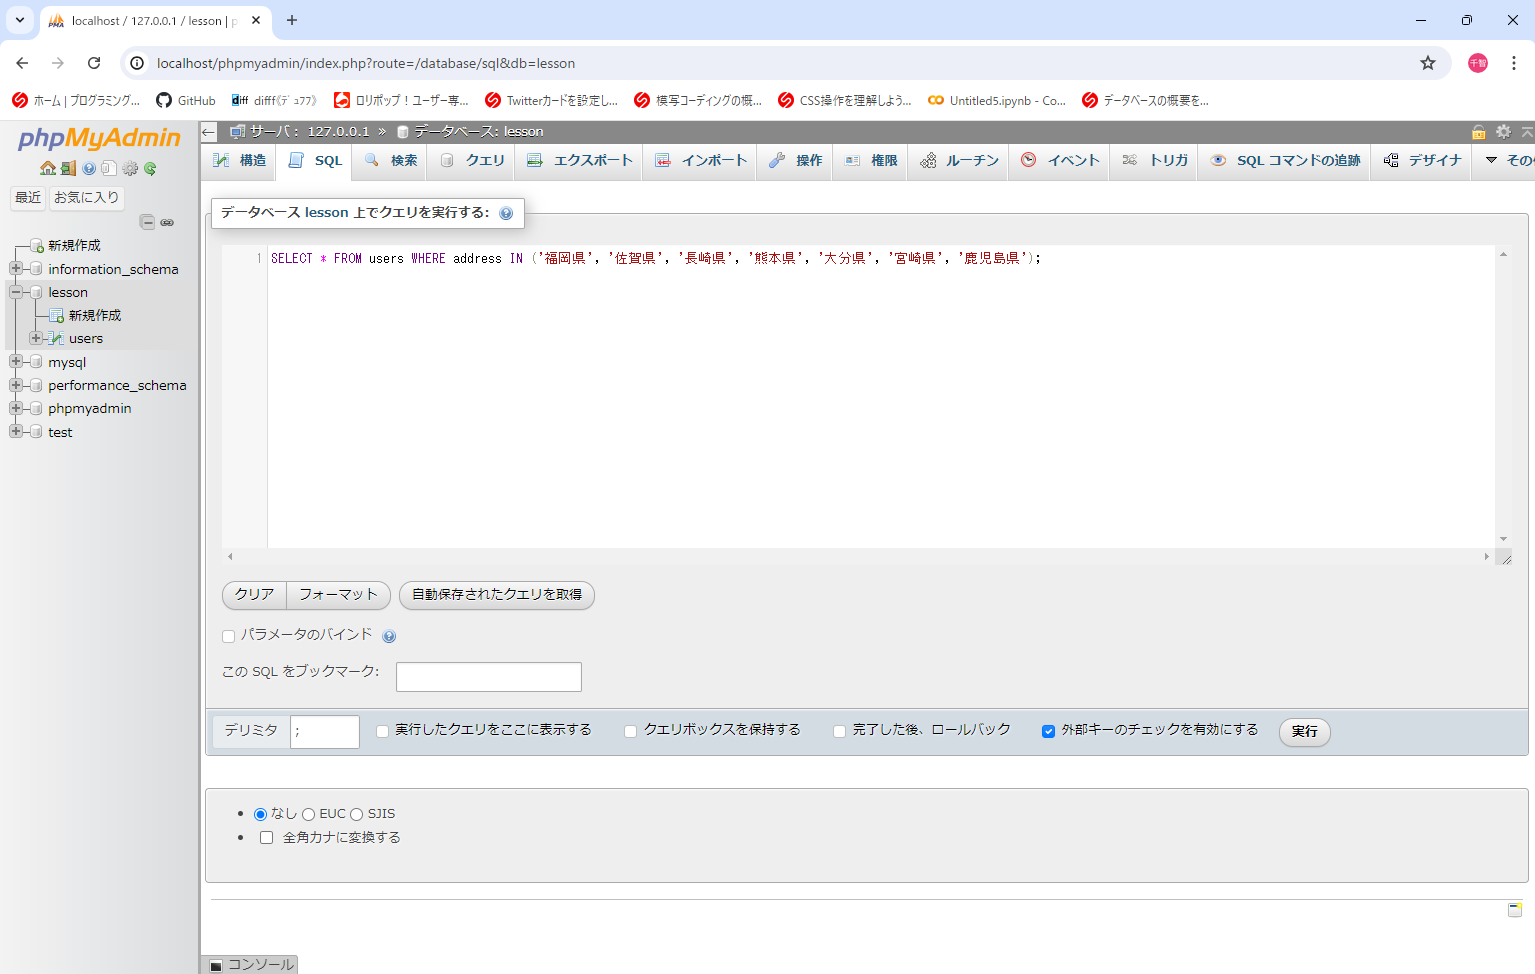 localhost / 127.0.0.1 / lesson | p
localhost/phpmyadmin/index.php?route=/database/sql&db=lesson
千智
ホーム | プログラミング...
GitHub
diff difff《ﾃﾞｭﾌﾌ》
ロリポップ！ユーザー専...
Twitterカードを設定し...
模写コーディングの概...
CSS操作を理解しよう...
Untitled5.ipynb - Co...
データベースの概要を...
phpMyAdmin
サーバ: 127.0.0.1 » データベース: lesson
構造
SQL
検索
クエリ
エクスポート
インポート
操作
権限
ルーチン
イベント
トリガ
SQL コマンドの追跡
デザイナ
その
最近 お気に入り
新規作成
information_schema
lesson
新規作成
users
mysql
performance_schema
phpmyadmin
test
データベース lesson 上でクエリを実行する:
1 SELECT * FROM users WHERE address IN ('福岡県', '佐賀県', '長崎県', '熊本県', '大分県', '宮崎県', '鹿児島県');
クリア フォーマット 自動保存されたクエリを取得
パラメータのバインド
この SQL をブックマーク:
デリミタ ; 実行したクエリをここに表示する クエリボックスを保持する 完了した後、ロールバック 外部キーのチェックを有効にする 実行
なし EUC SJIS
全角カナに変換する
コンソール